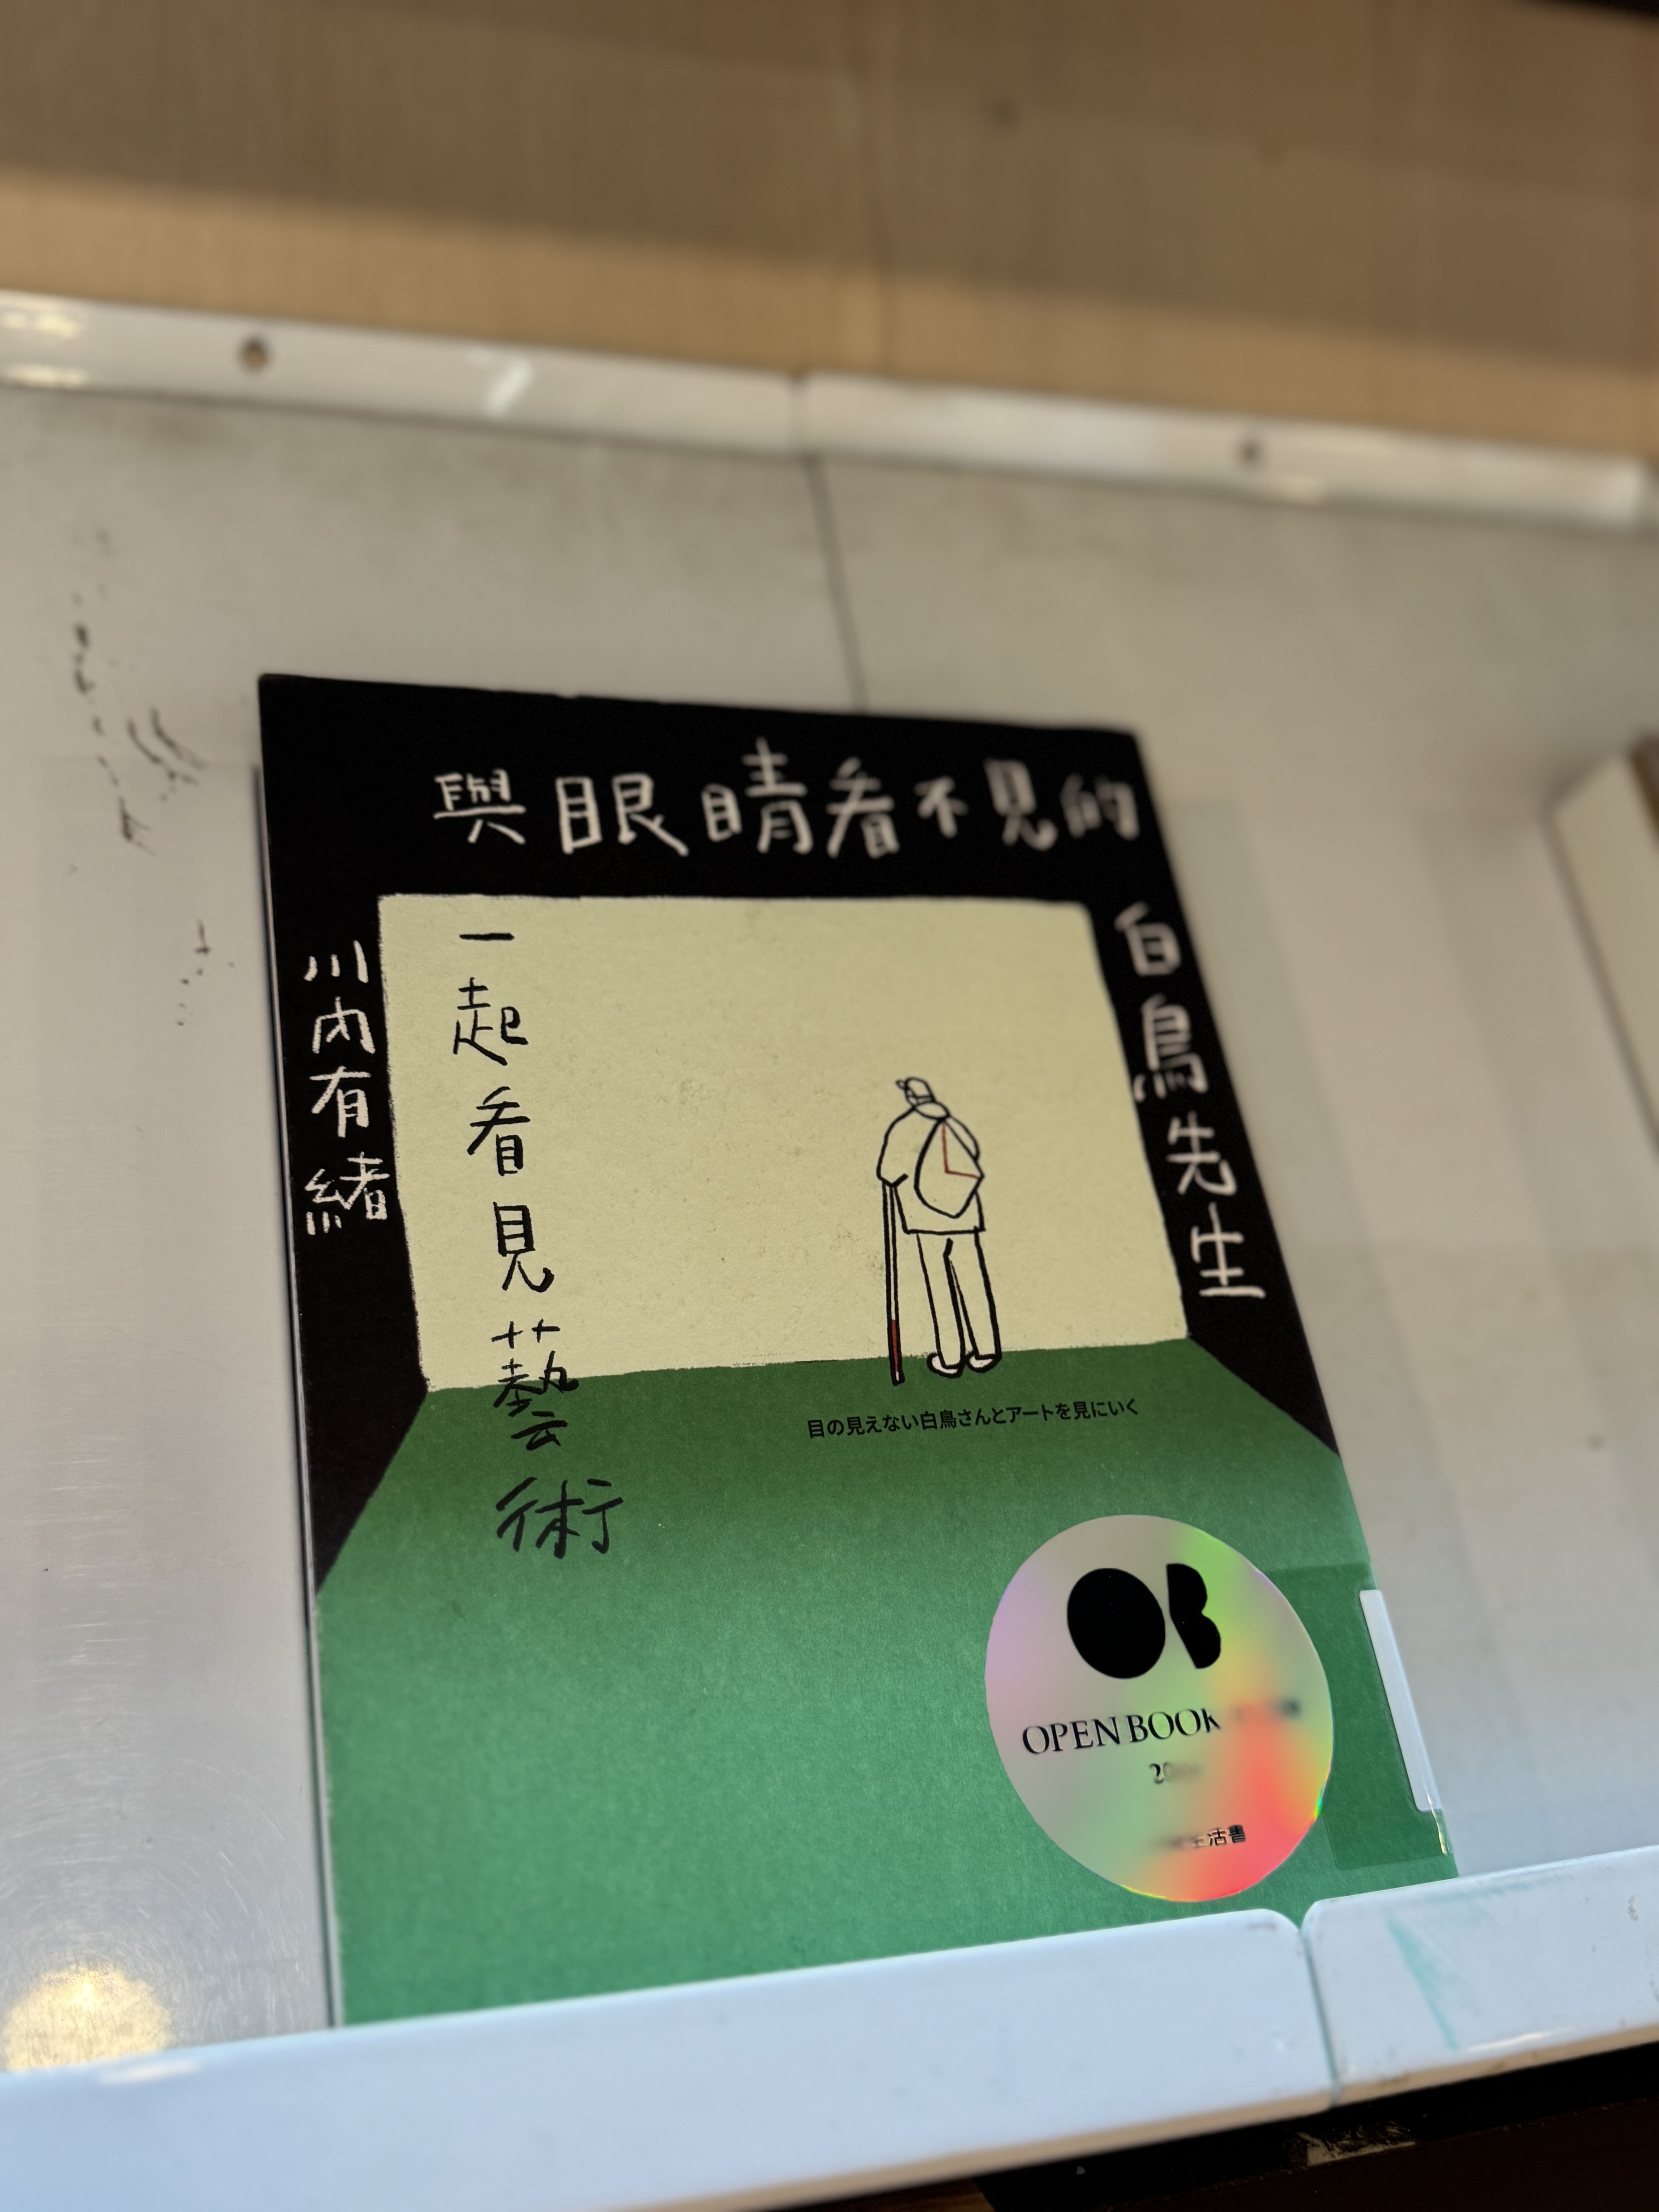 與眼睛看不見的
白鳥先生
一起看見藝術
川內有緒
目の見えない白鳥さんとアートを見にいく
OB
OPEN BOOK
活書